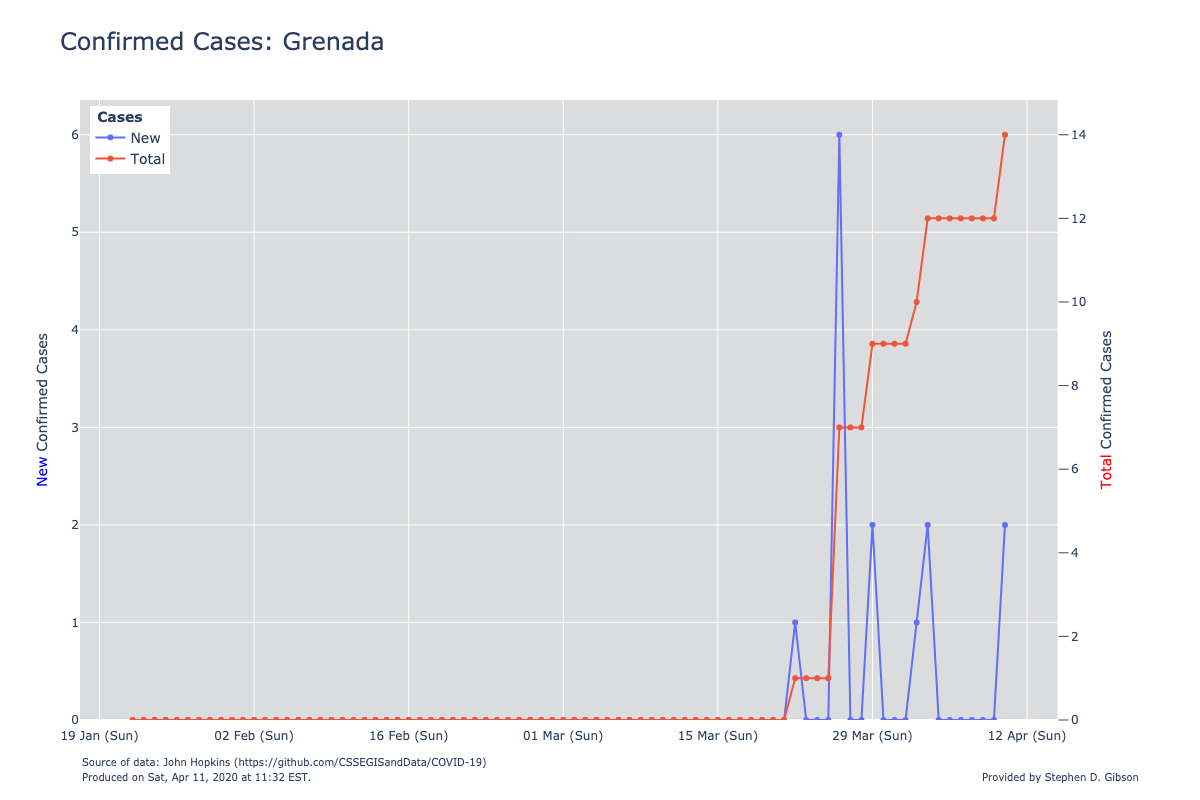 Confirmed Cases: Grenada
Cases
New
Total
6
5
4
3
2
1
0
New Confirmed Cases
14
12
10
8
6
4
2
0
Total Confirmed Cases
19 Jan (Sun) 02 Feb (Sun) 16 Feb (Sun) 01 Mar (Sun) 15 Mar (Sun) 29 Mar (Sun) 12 Apr (Sun)
Source of data: John Hopkins (https://github.com/CSSEGISandData/COVID-19)
Produced on Sat, Apr 11, 2020 at 11:32 EST.
Provided by Stephen D. Gibson